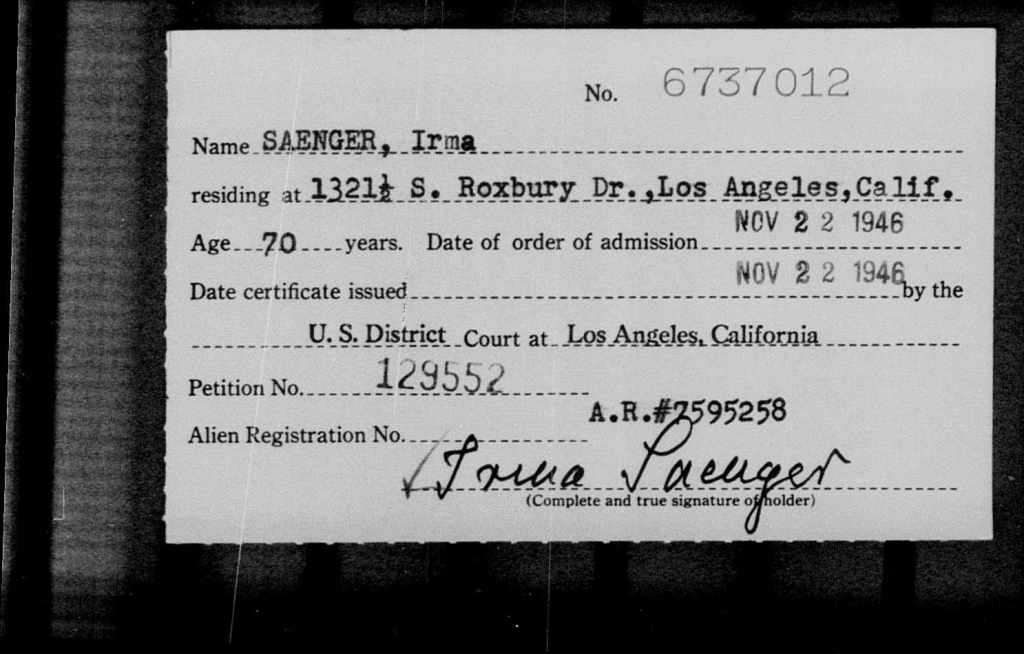 No. 6737012
Name SAENGER, Irma
residing at 1321½ S. Roxbury Dr.,Los Angeles,Calif.
Age 70 years. Date of order of admission NOV 22 1946
Date certificate issued NOV 22 1946 by the
U. S. District Court at Los Angeles, California
Petition No. 129552
A.R.#7595258
Alien Registration No.
Irma Saenger
(Complete and true signature of holder)